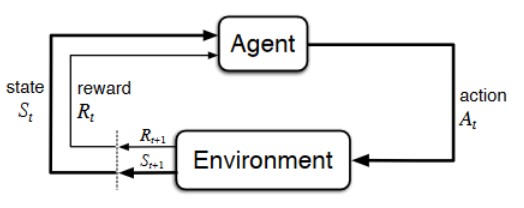 Agent
state
S_t
reward
R_t
action
A_t
R_{t+1}
S_{t+1}
Environment